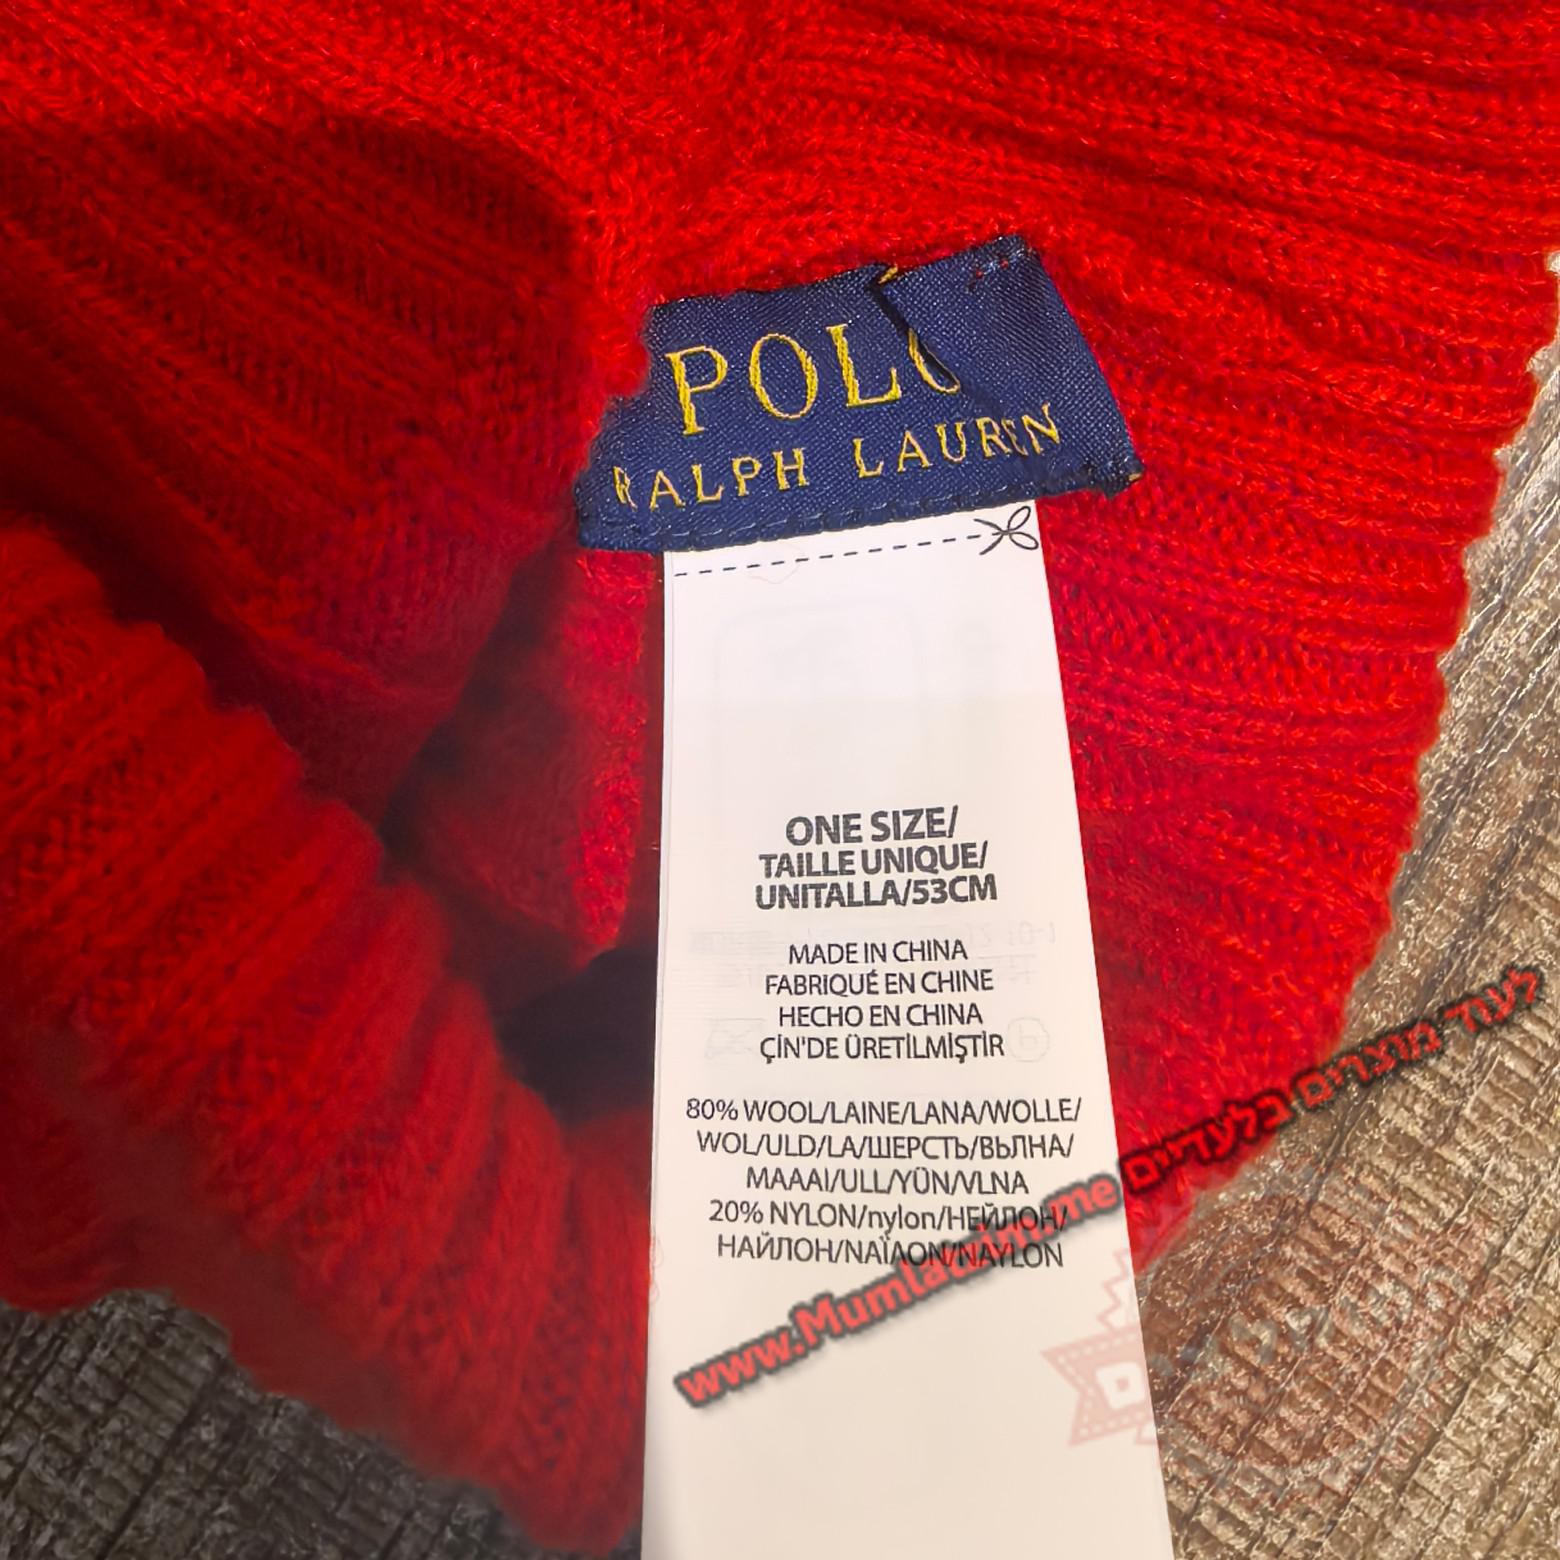 POLO
RALPH LAUREN
ONE SIZE/
TAILLE UNIQUE/
UNITALLA/53CM
MADE IN CHINA
FABRIQUÉ EN CHINE
HECHO EN CHINA
ÇİN'DE ÜRETİLMİŞTİR
80% WOOL/LAINE/LANA/WOLLE/
WOL/ULD/LA/ШЕРСТЬ/ВЬЛНА/
MAAAI/ULL/YÜN/VLNA
20% NYLON/nylon/НЕЙЛОН/
НАЙЛОН/NAÏAON/NAYLON
לעוד מוצרים בלעדיים www.Mumlatzim.me